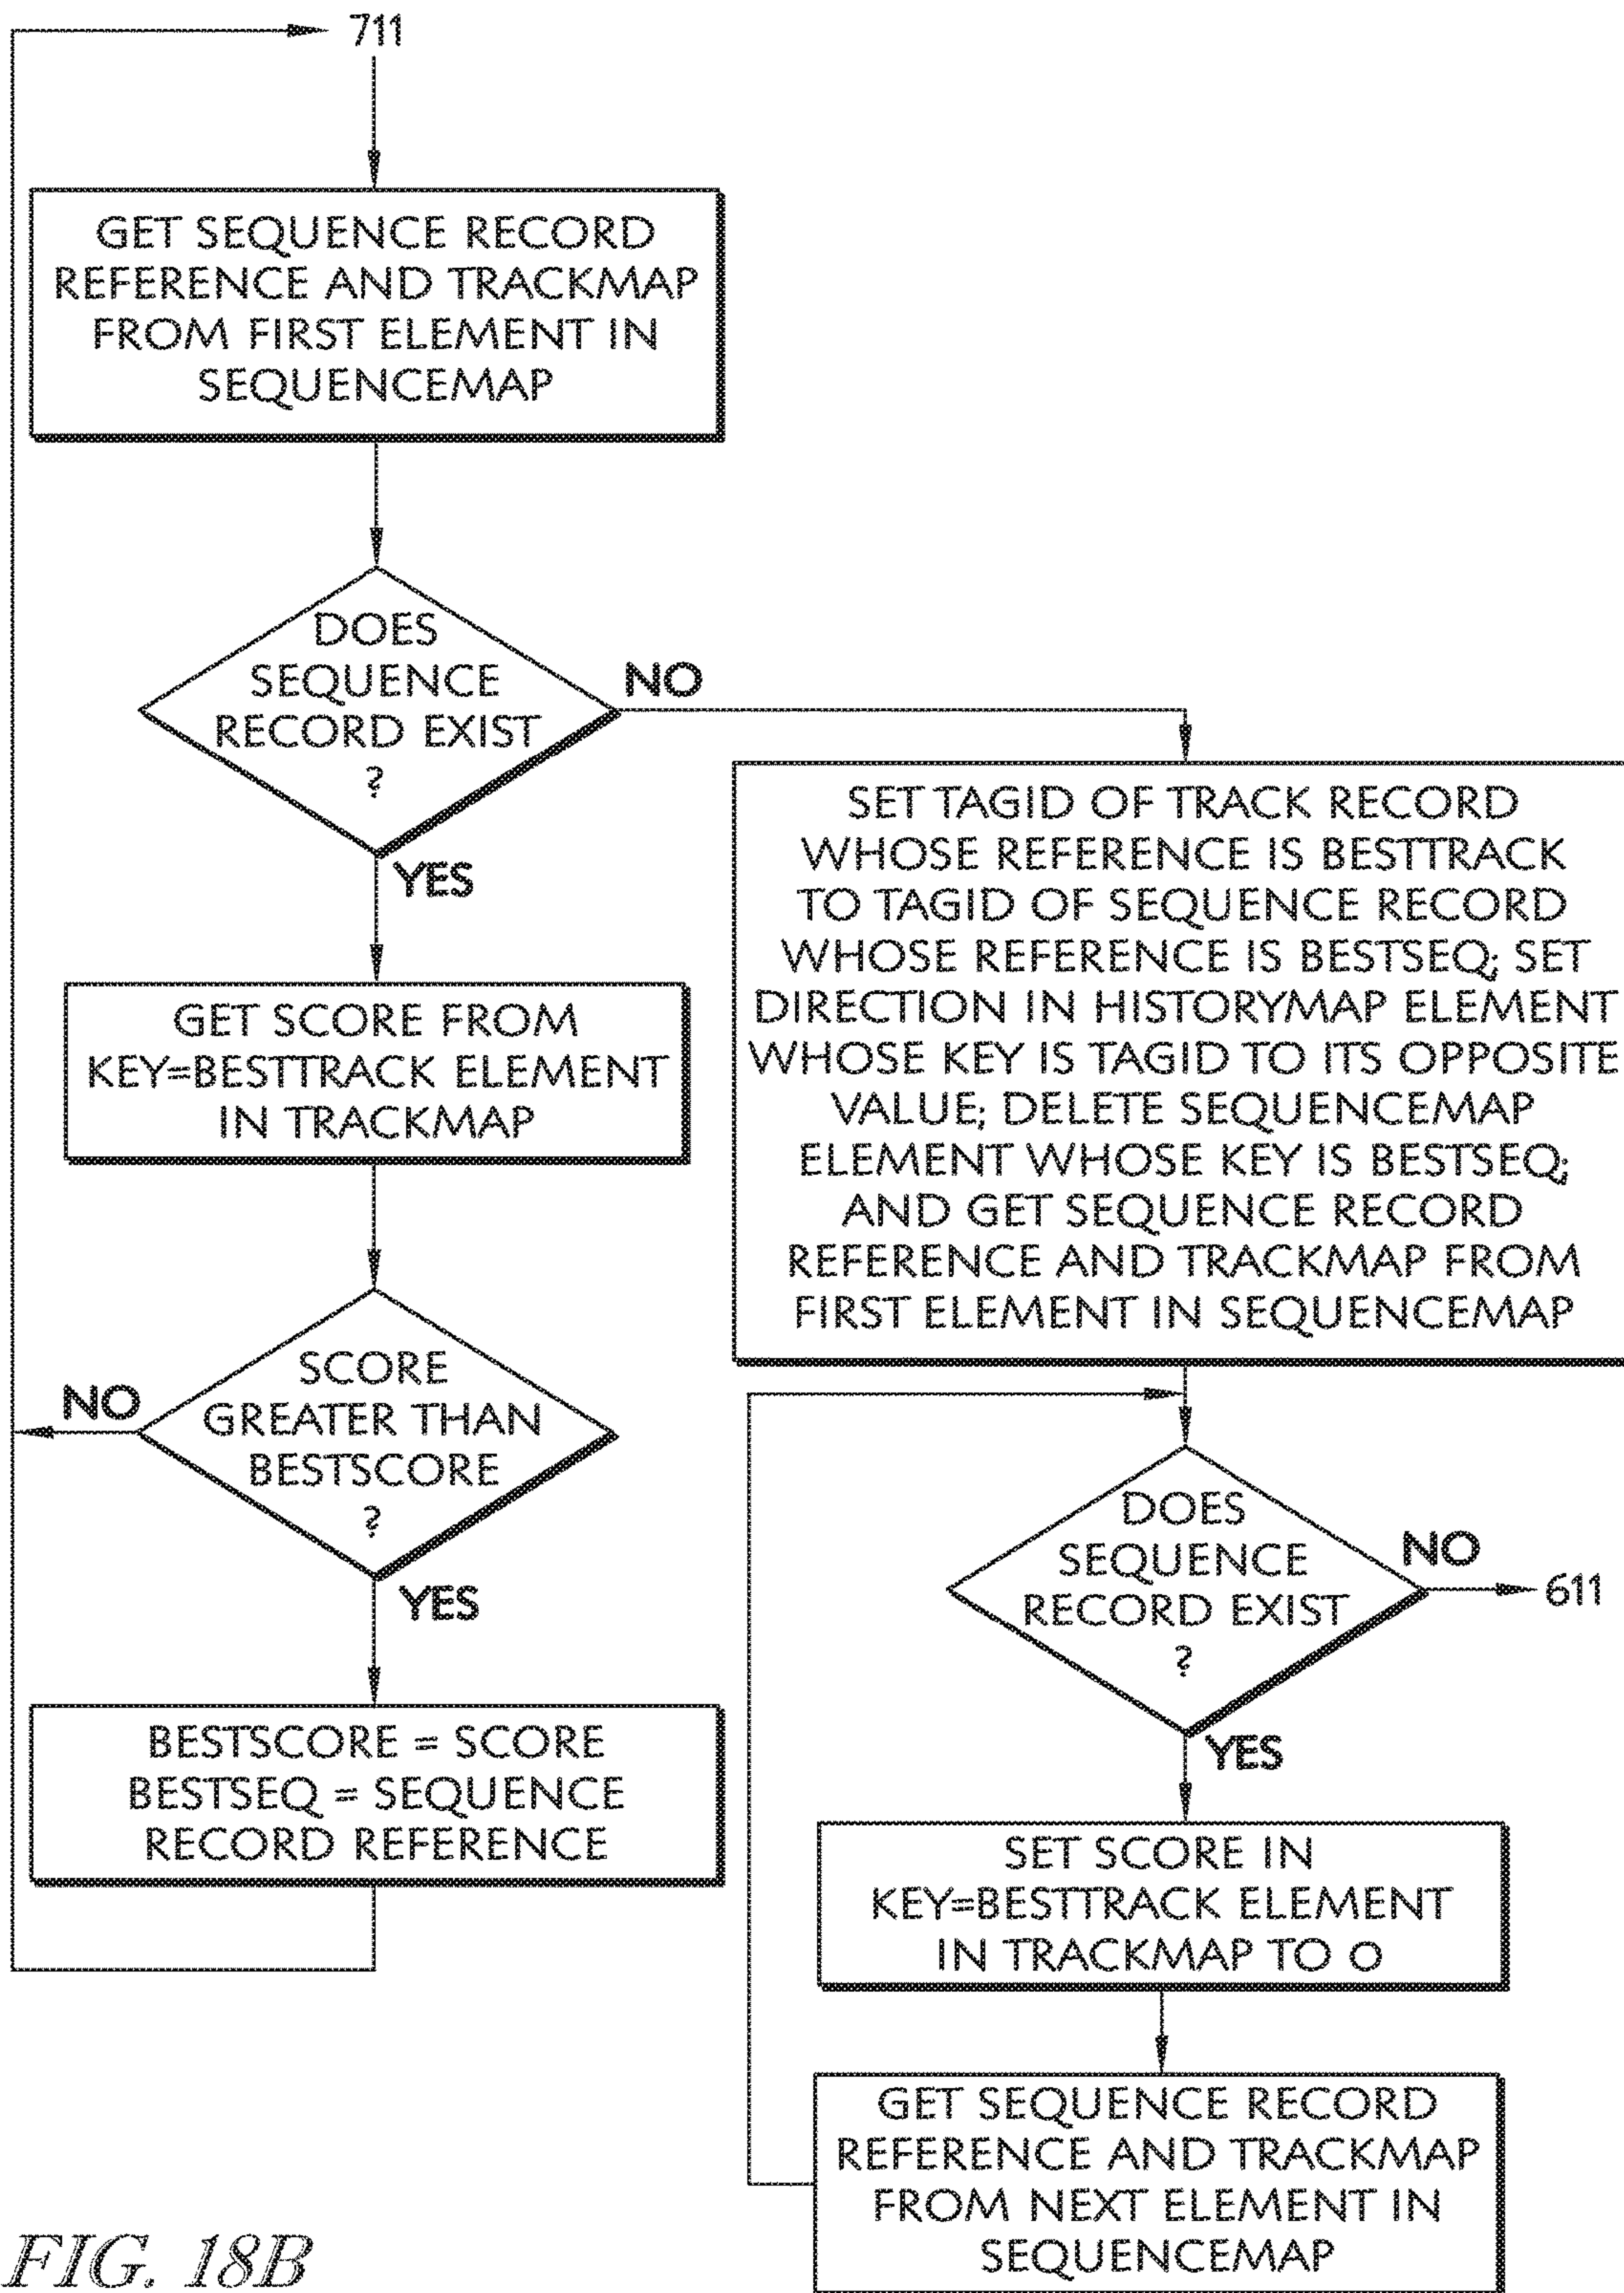 711
GET SEQUENCE RECORD
REFERENCE AND TRACKMAP
FROM FIRST ELEMENT IN
SEQUENCEMAP
DOES
SEQUENCE
RECORD EXIST
?
NO
YES
GET SCORE FROM
KEY=BESTTRACK ELEMENT
IN TRACKMAP
SCORE
GREATER THAN
BESTSCORE
?
NO
YES
BESTSCORE = SCORE
BESTSEQ = SEQUENCE
RECORD REFERENCE
SET TAGID OF TRACK RECORD
WHOSE REFERENCE IS BESTTRACK
TO TAGID OF SEQUENCE RECORD
WHOSE REFERENCE IS BESTSEQ; SET
DIRECTION IN HISTORYMAP ELEMENT
WHOSE KEY IS TAGID TO ITS OPPOSITE
VALUE; DELETE SEQUENCEMAP
ELEMENT WHOSE KEY IS BESTSEQ;
AND GET SEQUENCE RECORD
REFERENCE AND TRACKMAP FROM
FIRST ELEMENT IN SEQUENCEMAP
DOES
SEQUENCE
RECORD EXIST
?
NO
611
YES
SET SCORE IN
KEY=BESTTRACK ELEMENT
IN TRACKMAP TO 0
GET SEQUENCE RECORD
REFERENCE AND TRACKMAP
FROM NEXT ELEMENT IN
SEQUENCEMAP
FIG. 18B